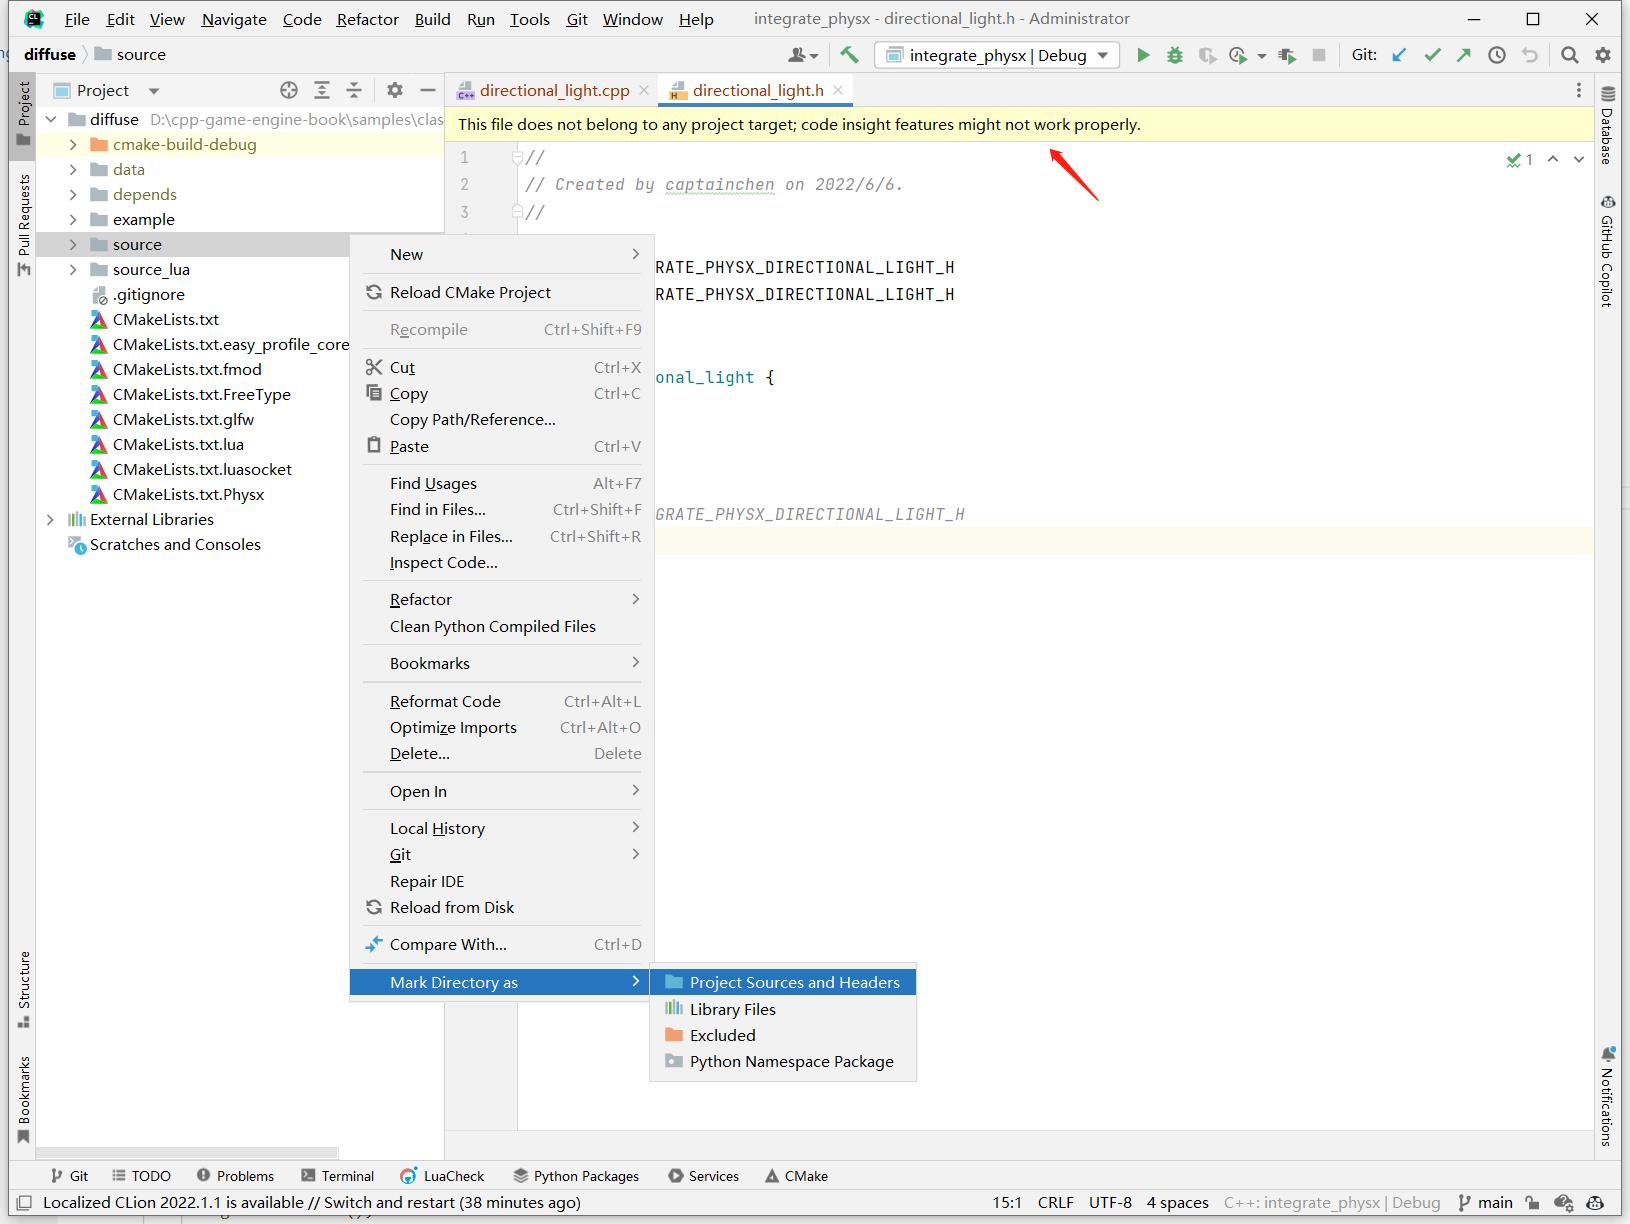 File Edit View Navigate Code Refactor Build Run Tools Git Window Help integrate_physx - directional_light.h - Administrator
diffuse source integrate_physx | Debug Git:
Project directional_light.cpp directional_light.h
Project
Pull Requests
Structure
Bookmarks
diffuse D:\cpp-game-engine-book\samples\clas
cmake-build-debug
data
depends
example
source
source_lua
.gitignore
CMakeLists.txt
CMakeLists.txt.easy_profile_core
CMakeLists.txt.fmod
CMakeLists.txt.FreeType
CMakeLists.txt.glfw
CMakeLists.txt.lua
CMakeLists.txt.luasocket
CMakeLists.txt.Physx
External Libraries
Scratches and Consoles
This file does not belong to any project target; code insight features might not work properly.
1 //
2 // Created by captainchen on 2022/6/6.
3 //
1
RATE_PHYSX_DIRECTIONAL_LIGHT_H
RATE_PHYSX_DIRECTIONAL_LIGHT_H
onal_light {
GRATE_PHYSX_DIRECTIONAL_LIGHT_H
New
Reload CMake Project
Recompile Ctrl+Shift+F9
Cut Ctrl+X
Copy Ctrl+C
Copy Path/Reference...
Paste Ctrl+V
Find Usages Alt+F7
Find in Files... Ctrl+Shift+F
Replace in Files... Ctrl+Shift+R
Inspect Code...
Refactor
Clean Python Compiled Files
Bookmarks
Reformat Code Ctrl+Alt+L
Optimize Imports Ctrl+Alt+O
Delete... Delete
Open In
Local History
Git
Repair IDE
Reload from Disk
Compare With... Ctrl+D
Mark Directory as
Project Sources and Headers
Library Files
Excluded
Python Namespace Package
Database
GitHub Copilot
Notifications
Git TODO Problems Terminal LuaCheck Python Packages Services CMake
Localized CLion 2022.1.1 is available // Switch and restart (38 minutes ago) 15:1 CRLF UTF-8 4 spaces C++: integrate_physx | Debug main